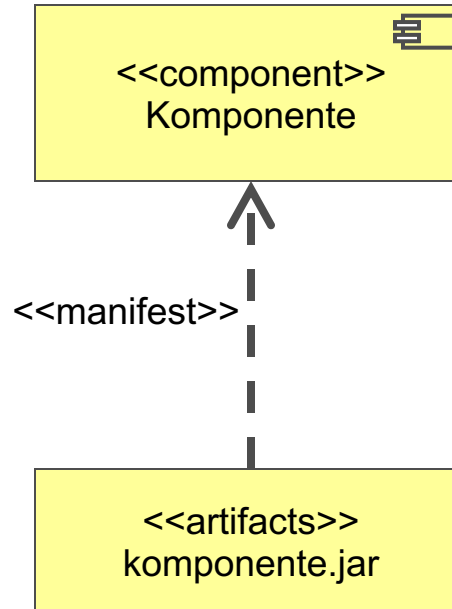 <<component>>
Komponente
<<manifest>>
<<artifacts>>
komponente.jar